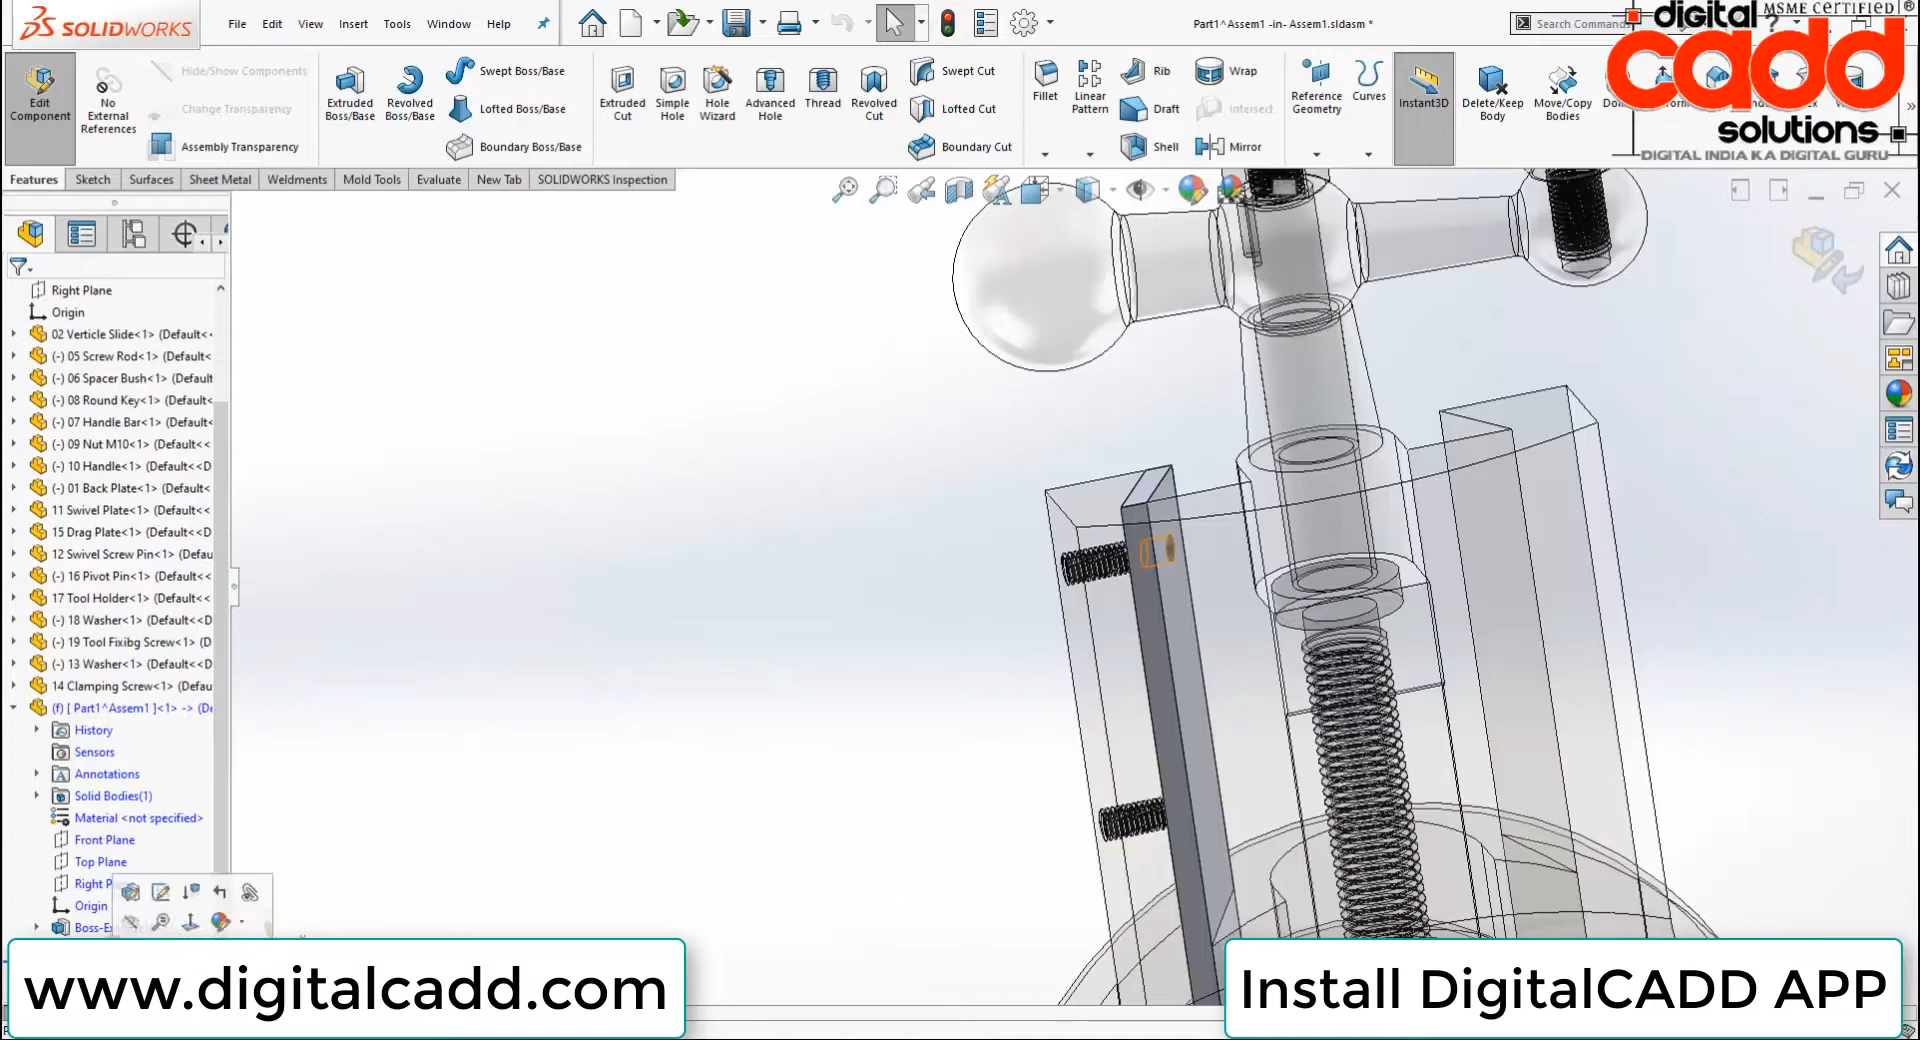 SOLIDWORKS File Edit View Insert Tools Window Help Part1^Assem1 -in- Assem1.sldasm * Search Command
digital MSME CERTIFIED
cadd
solutions
DIGITAL INDIA KA DIGITAL GURU
Edit Component
No External References
Hide/Show Components
Change Transparency
Assembly Transparency
Extruded Boss/Base
Revolved Boss/Base
Swept Boss/Base
Lofted Boss/Base
Boundary Boss/Base
Extruded Cut
Simple Hole
Hole Wizard
Advanced Hole
Thread
Revolved Cut
Swept Cut
Lofted Cut
Boundary Cut
Fillet
Linear Pattern
Rib
Draft
Shell
Wrap
Intersect
Mirror
Reference Geometry
Curves
Instant3D
Delete/Keep Body
Move/Copy Bodies
Features Sketch Surfaces Sheet Metal Weldments Mold Tools Evaluate New Tab SOLIDWORKS Inspection
Right Plane
Origin
02 Verticle Slide<1> (Default<
(-) 05 Screw Rod<1> (Default<
(-) 06 Spacer Bush<1> (Default
(-) 08 Round Key<1> (Default<
(-) 07 Handle Bar<1> (Default<
(-) 09 Nut M10<1> (Default<<
(-) 10 Handle<1> (Default<<D
(-) 01 Back Plate<1> (Default<
11 Swivel Plate<1> (Default<
15 Drag Plate<1> (Default<<
12 Swivel Screw Pin<1> (Defau
(-) 16 Pivot Pin<1> (Default<
17 Tool Holder<1> (Default<
(-) 18 Washer<1> (Default<<D
(-) 19 Tool Fixibg Screw<1> (D
(-) 13 Washer<1> (Default<<D
14 Clamping Screw<1> (Defau
(f) [ Part1^Assem1 ]<1> -> (De
History
Sensors
Annotations
Solid Bodies(1)
Material <not specified>
Front Plane
Top Plane
Right P
Origin
Boss-Ex
www.digitalcadd.com
Install DigitalCADD APP